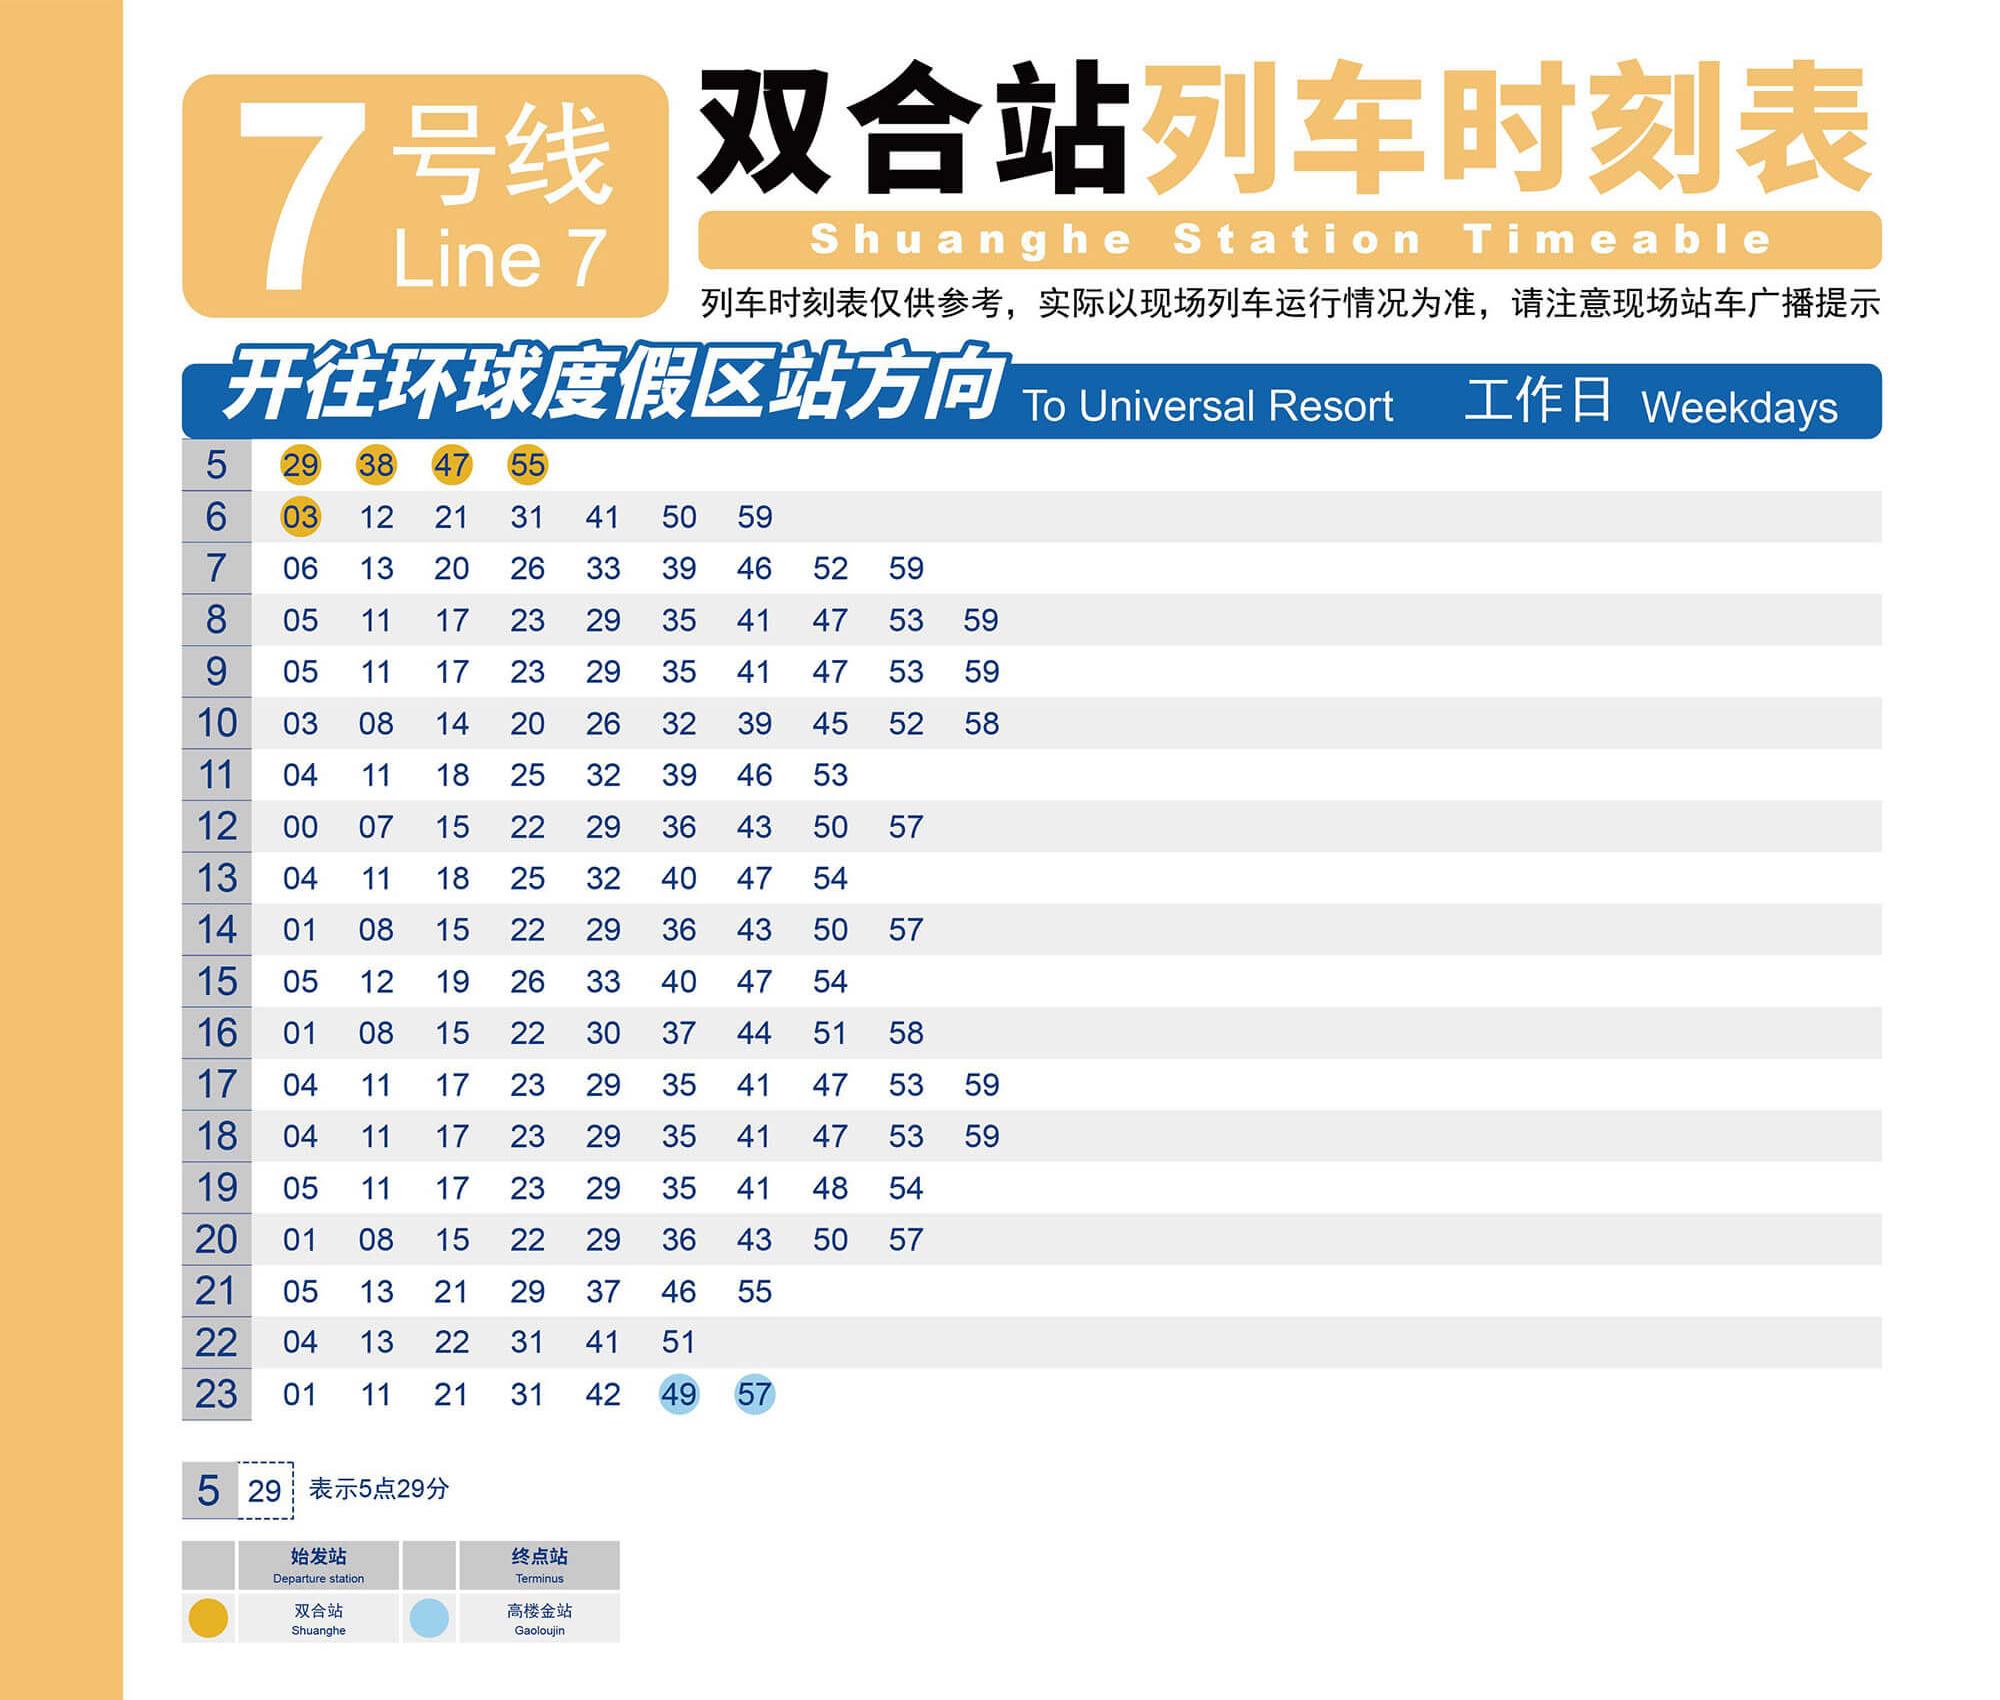 7号线
Line 7
双合站列车时刻表
Shuanghe Station Timeable
列车时刻表仅供参考，实际以现场列车运行情况为准，请注意现场站车广播提示
开往环球度假区站方向 To Universal Resort 工作日 Weekdays
5 29 38 47 55
6 03 12 21 31 41 50 59
7 06 13 20 26 33 39 46 52 59
8 05 11 17 23 29 35 41 47 53 59
9 05 11 17 23 29 35 41 47 53 59
10 03 08 14 20 26 32 39 45 52 58
11 04 11 18 25 32 39 46 53
12 00 07 15 22 29 36 43 50 57
13 04 11 18 25 32 40 47 54
14 01 08 15 22 29 36 43 50 57
15 05 12 19 26 33 40 47 54
16 01 08 15 22 30 37 44 51 58
17 04 11 17 23 29 35 41 47 53 59
18 04 11 17 23 29 35 41 47 53 59
19 05 11 17 23 29 35 41 48 54
20 01 08 15 22 29 36 43 50 57
21 05 13 21 29 37 46 55
22 04 13 22 31 41 51
23 01 11 21 31 42 49 57
5 29 表示5点29分
始发站 终点站
Departure station Terminus
双合站 高楼金站
Shuanghe Gaoloujin